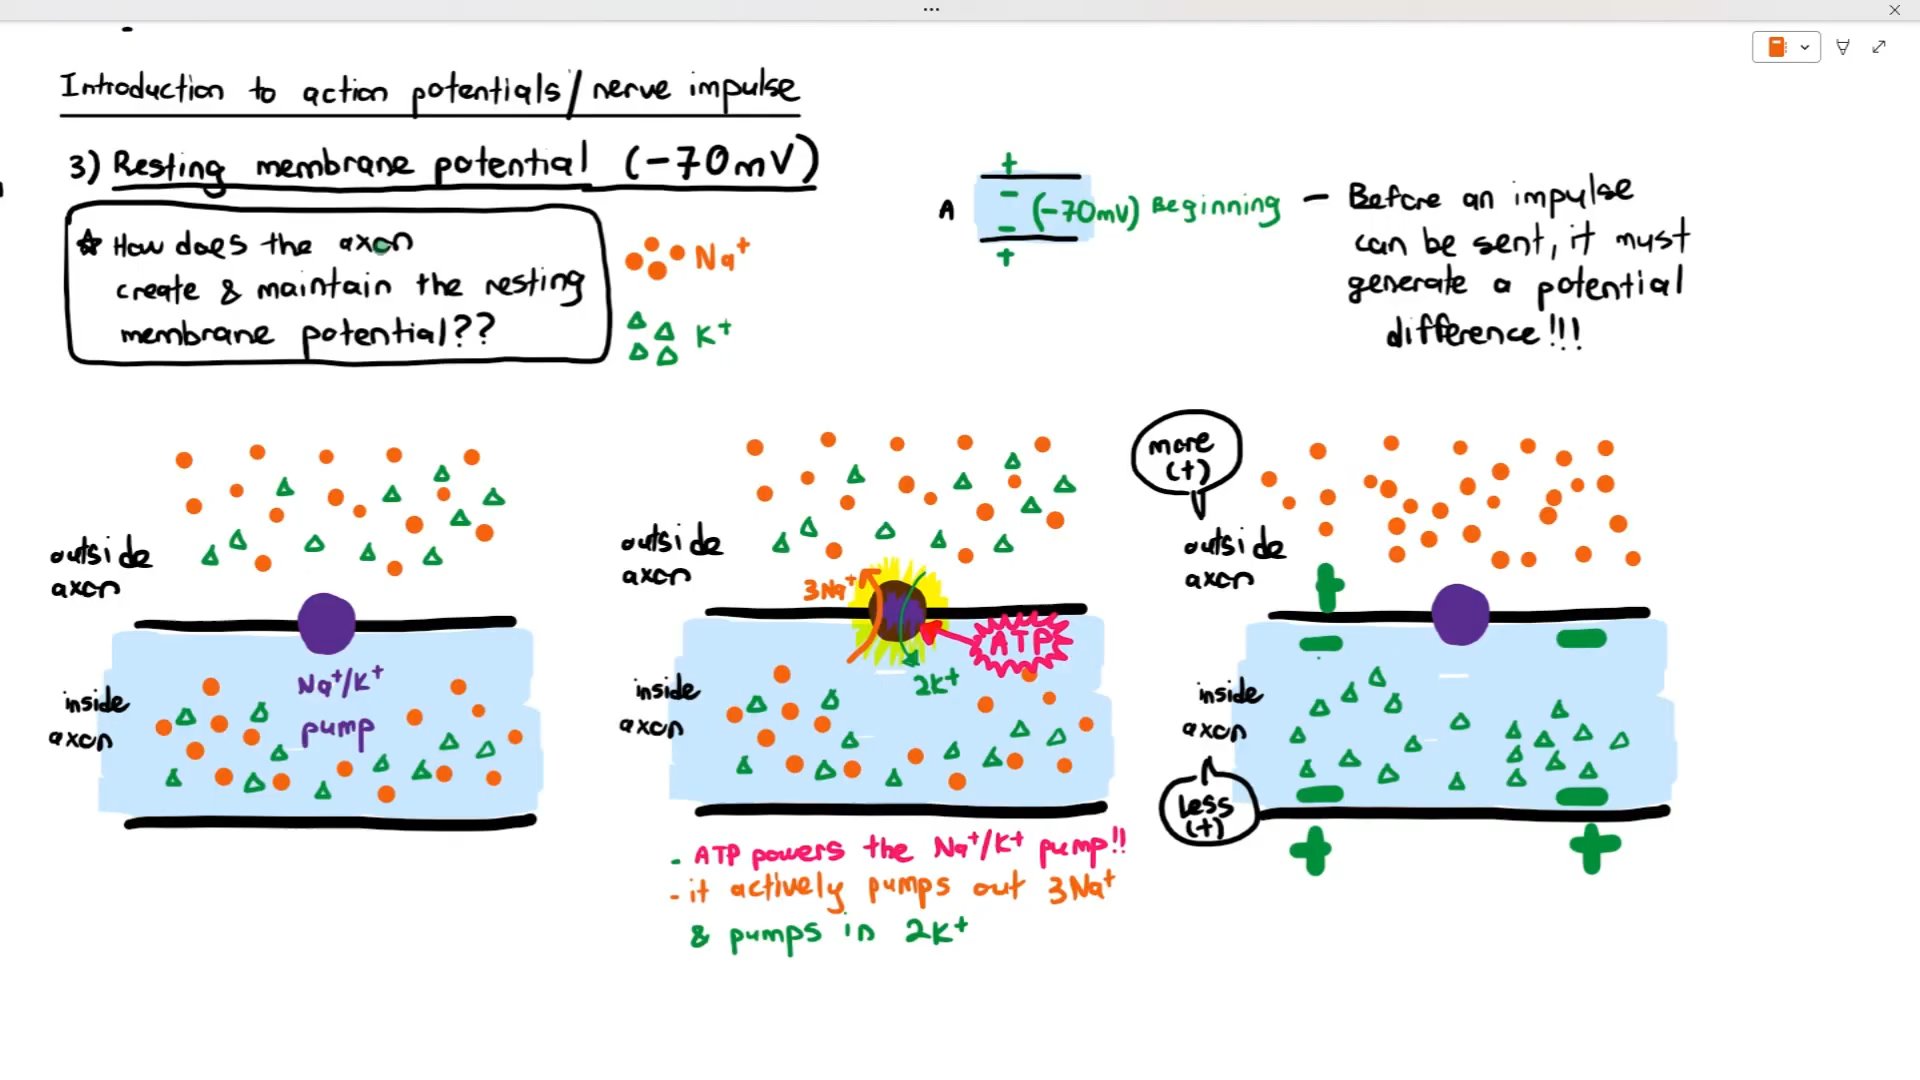 Introduction to action potentials/nerve impulse
3) Resting membrane potential (-70mV)
☆ How does the axon
create & maintain the resting
membrane potential??
Na⁺
K⁺
A
+
(-70mV) Beginning
+
- Before an impulse
can be sent, it must
generate a potential
difference!!!
outside
axon
Na⁺/K⁺
pump
inside
axon
outside
axon
3Na⁺
ATP
2K⁺
inside
axon
- ATP powers the Na⁺/K⁺ pump!!
- it actively pumps out 3Na⁺
& pumps in 2K⁺
more
(+)
outside
axon
inside
axon
less
(+)